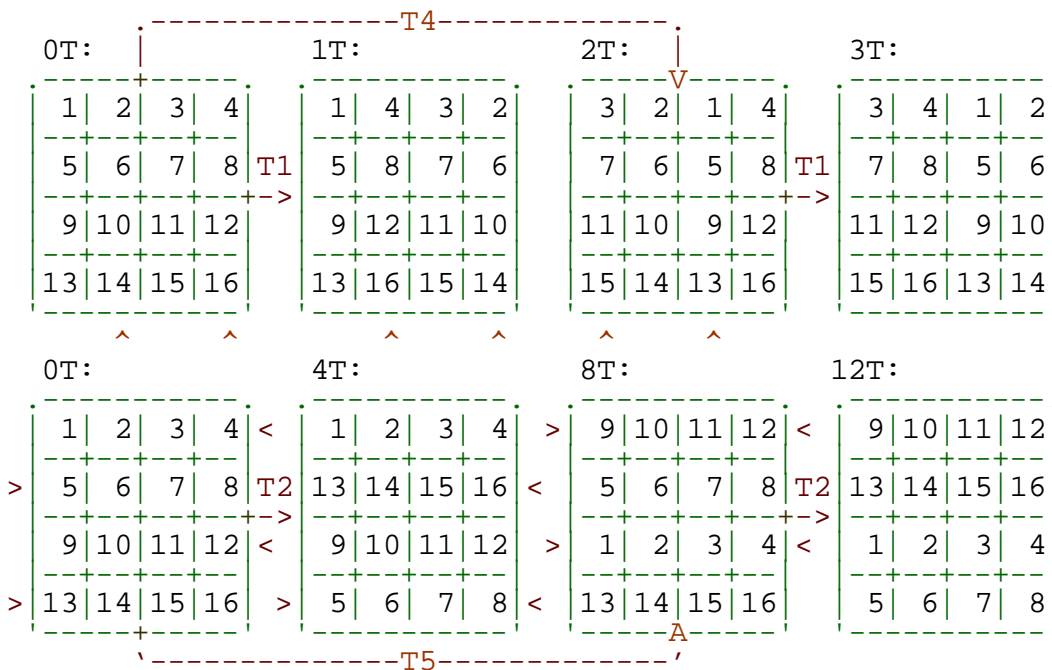 T4
0T: 1T: 2T: 3T:
1| 2| 3| 4 1| 4| 3| 2 3| 2| 1| 4 3| 4| 1| 2
5| 6| 7| 8 T1 5| 8| 7| 6 7| 6| 5| 8 T1 7| 8| 5| 6
9|10|11|12 9|12|11|10 11|10| 9|12 11|12| 9|10
13|14|15|16 13|16|15|14 15|14|13|16 15|16|13|14
^ ^ ^ ^ ^ ^
0T: 4T: 8T: 12T:
1| 2| 3| 4 < 1| 2| 3| 4 > 9|10|11|12 < 9|10|11|12
> 5| 6| 7| 8 T2 13|14|15|16 < 5| 6| 7| 8 T2 13|14|15|16
9|10|11|12 < 9|10|11|12 > 1| 2| 3| 4 < 1| 2| 3| 4
> 13|14|15|16 > 5| 6| 7| 8 < 13|14|15|16 5| 6| 7| 8
T5